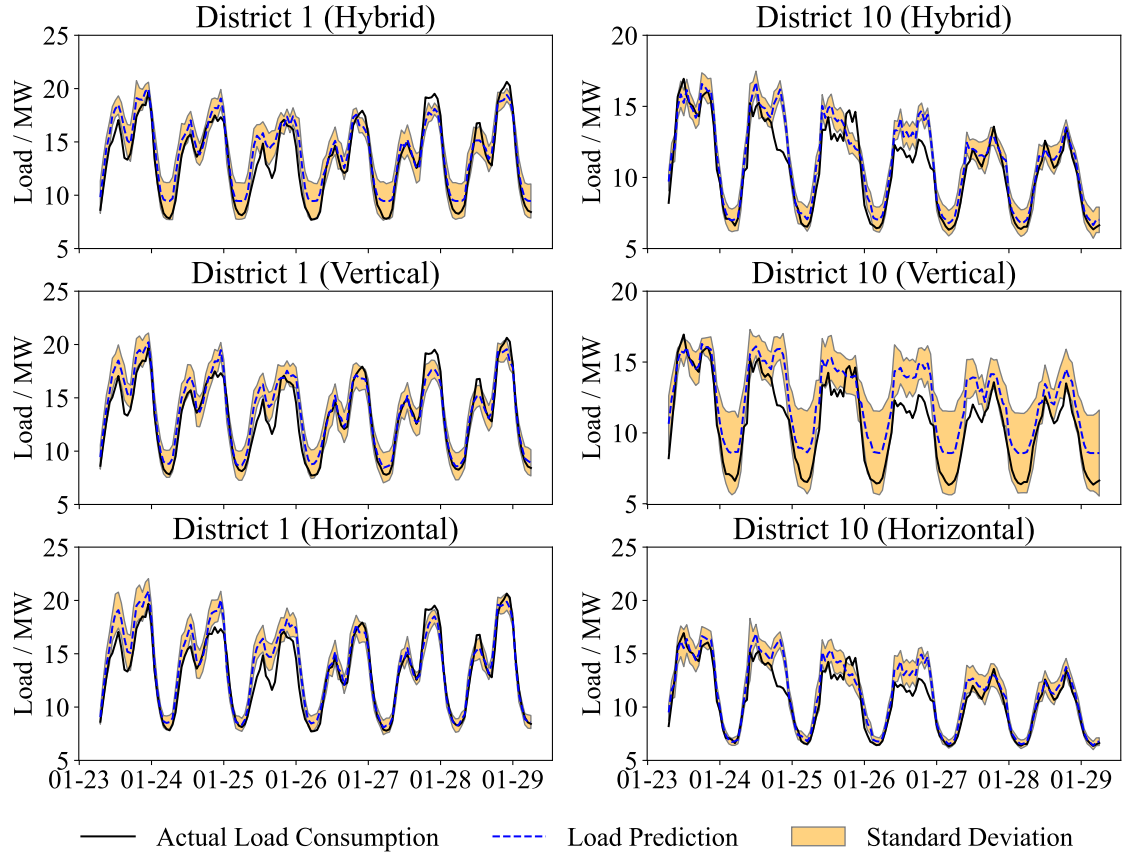 District 1 (Hybrid)
District 10 (Hybrid)
Load / MW
25
20
15
10
5
Load / MW
20
15
10
5
District 1 (Vertical)
District 10 (Vertical)
Load / MW
25
20
15
10
5
Load / MW
20
15
10
5
District 1 (Horizontal)
District 10 (Horizontal)
Load / MW
25
20
15
10
5
Load / MW
25
20
15
10
5
01-23 01-24 01-25 01-26 01-27 01-28 01-29
01-23 01-24 01-25 01-26 01-27 01-28 01-29
Actual Load Consumption Load Prediction Standard Deviation